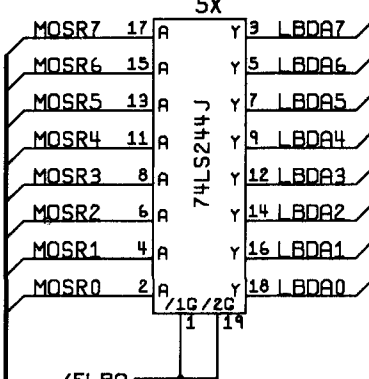 5X
MOSR7 17 A Y 3 LBDA7
MOSR6 15 A Y 5 LBDA6
MOSR5 13 A Y 7 LBDA5
MOSR4 11 A Y 9 LBDA4
MOSR3 8 A Y 12 LBDA3
MOSR2 6 A Y 14 LBDA2
MOSR1 4 A Y 16 LBDA1
MOSR0 2 A Y 18 LBDA0
74LS244J
/1G /2G
1 19